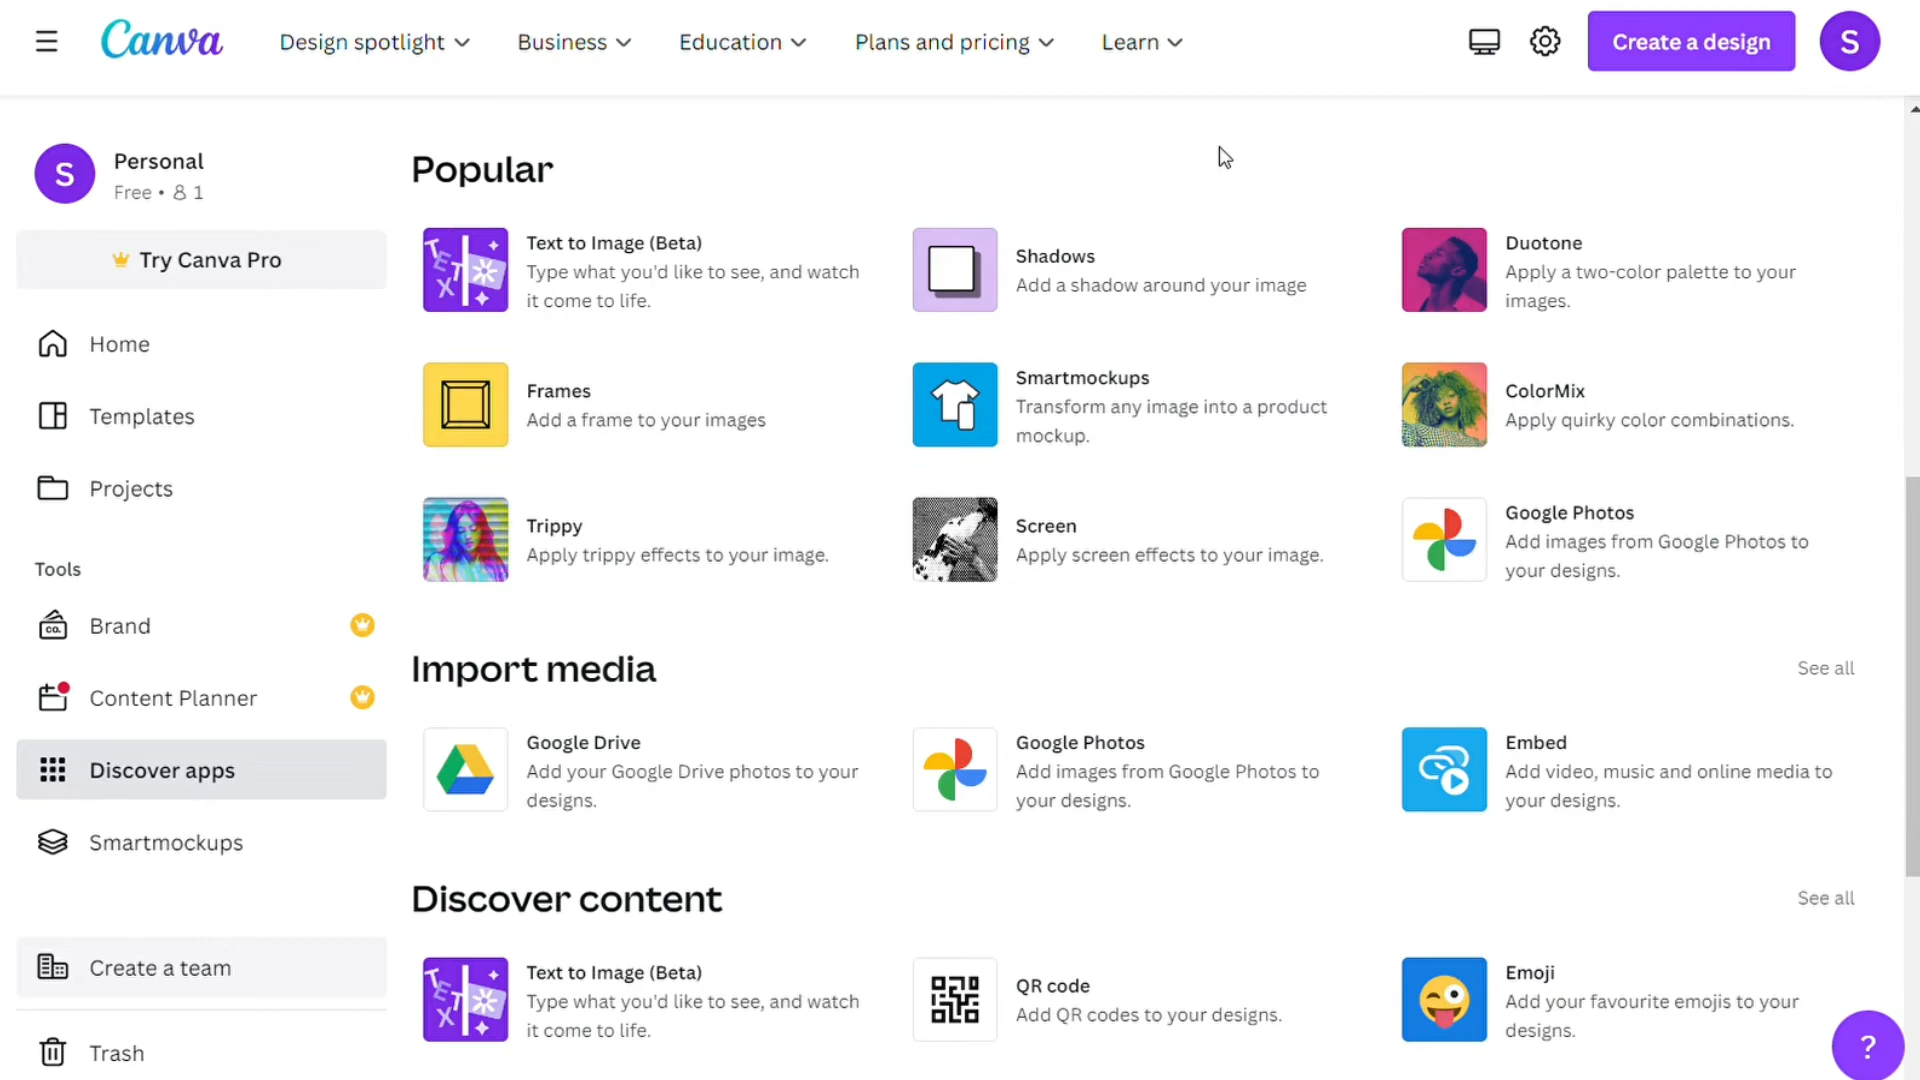 Canva
Design spotlight
Business
Education
Plans and pricing
Learn
Create a design
S
S
Personal
Free • 1
Try Canva Pro
Home
Templates
Projects
Tools
CO.
Brand
Content Planner
Discover apps
Smartmockups
Create a team
Trash
Popular
TEXT
Text to Image (Beta)
Type what you'd like to see, and watch
it come to life.
Shadows
Add a shadow around your image
Duotone
Apply a two-color palette to your
images.
Frames
Add a frame to your images
Smartmockups
Transform any image into a product
mockup.
ColorMix
Apply quirky color combinations.
Trippy
Apply trippy effects to your image.
Screen
Apply screen effects to your image.
Google Photos
Add images from Google Photos to
your designs.
Import media
See all
Google Drive
Add your Google Drive photos to your
designs.
Google Photos
Add images from Google Photos to
your designs.
Embed
Add video, music and online media to
your designs.
Discover content
See all
TEXT
Text to Image (Beta)
Type what you'd like to see, and watch
it come to life.
QR code
Add QR codes to your designs.
Emoji
Add your favourite emojis to your
designs.
?